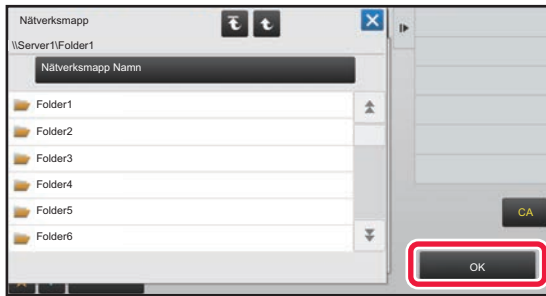 Nätverksmapp
\\Server1\Folder1
Nätverksmapp Namn
Folder1
Folder2
Folder3
Folder4
Folder5
Folder6
CA
OK